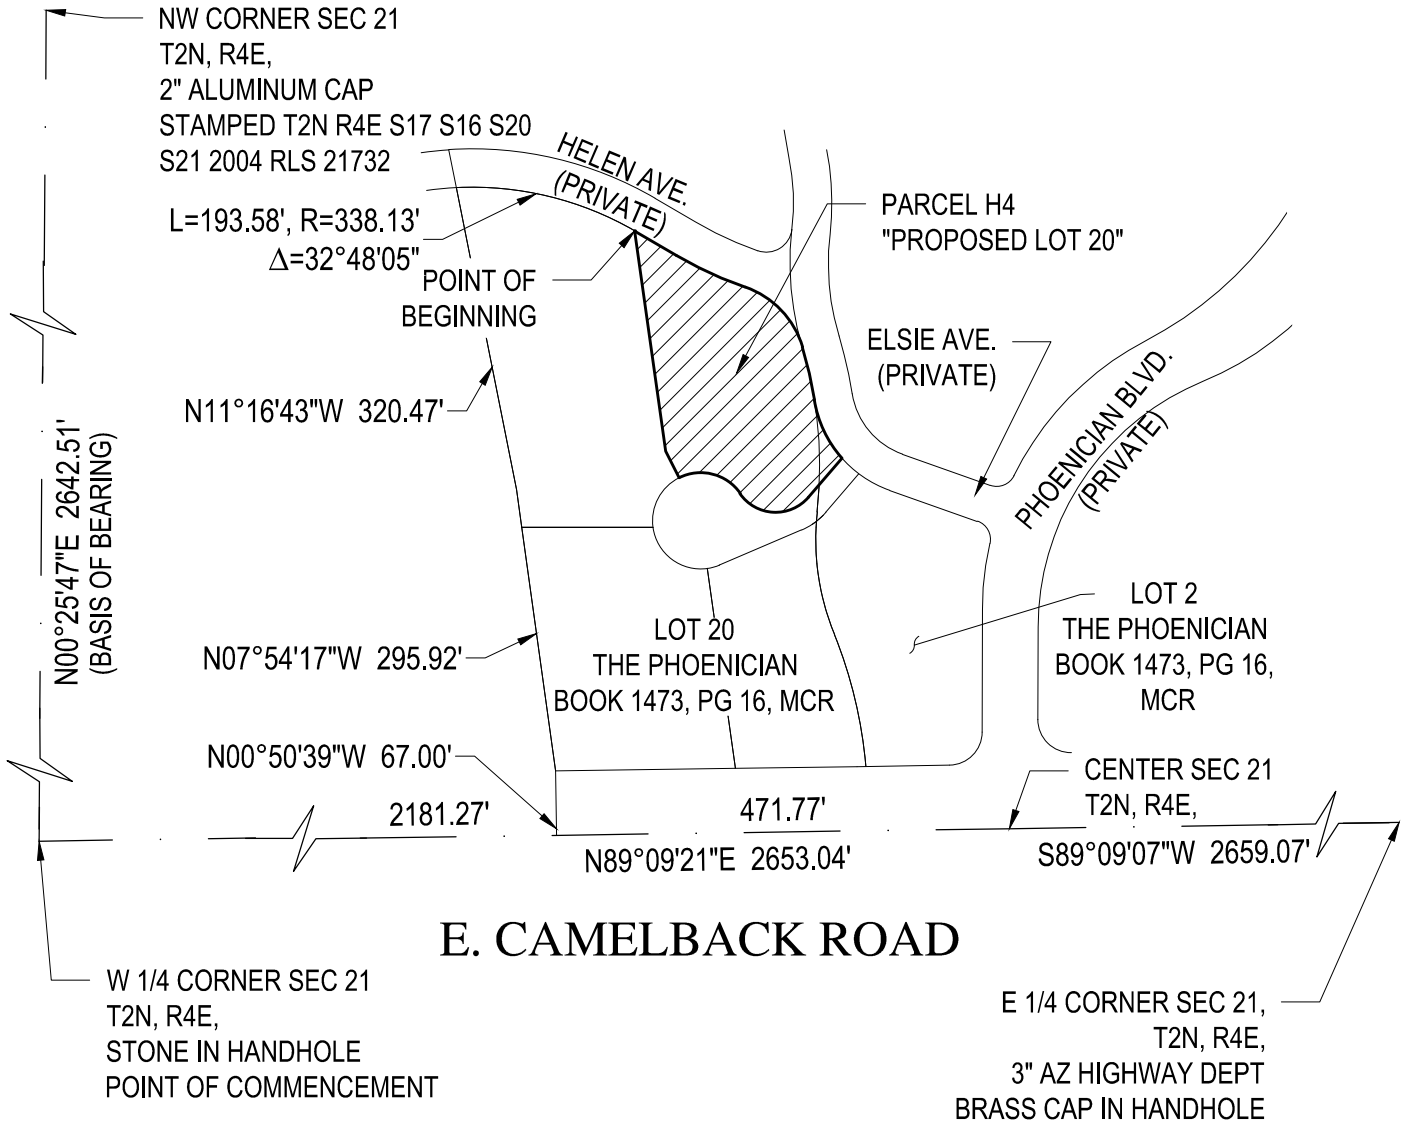 NW CORNER SEC 21
T2N, R4E,
2" ALUMINUM CAP
STAMPED T2N R4E S17 S16 S20
S21 2004 RLS 21732
HELEN AVE.
(PRIVATE)
PARCEL H4
"PROPOSED LOT 20"
L=193.58', R=338.13'
Δ=32°48'05"
POINT OF
BEGINNING
ELSIE AVE.
(PRIVATE)
PHOENICIAN BLVD.
(PRIVATE)
N11°16'43"W 320.47'
N00°25'47"E 2642.51'
(BASIS OF BEARING)
LOT 2
THE PHOENICIAN
BOOK 1473, PG 16,
MCR
LOT 20
THE PHOENICIAN
BOOK 1473, PG 16, MCR
N07°54'17"W 295.92'
N00°50'39"W 67.00'
CENTER SEC 21
T2N, R4E,
2181.27'
471.77'
N89°09'21"E 2653.04'
S89°09'07"W 2659.07'
E. CAMELBACK ROAD
W 1/4 CORNER SEC 21
T2N, R4E,
STONE IN HANDHOLE
POINT OF COMMENCEMENT
E 1/4 CORNER SEC 21,
T2N, R4E,
3" AZ HIGHWAY DEPT
BRASS CAP IN HANDHOLE